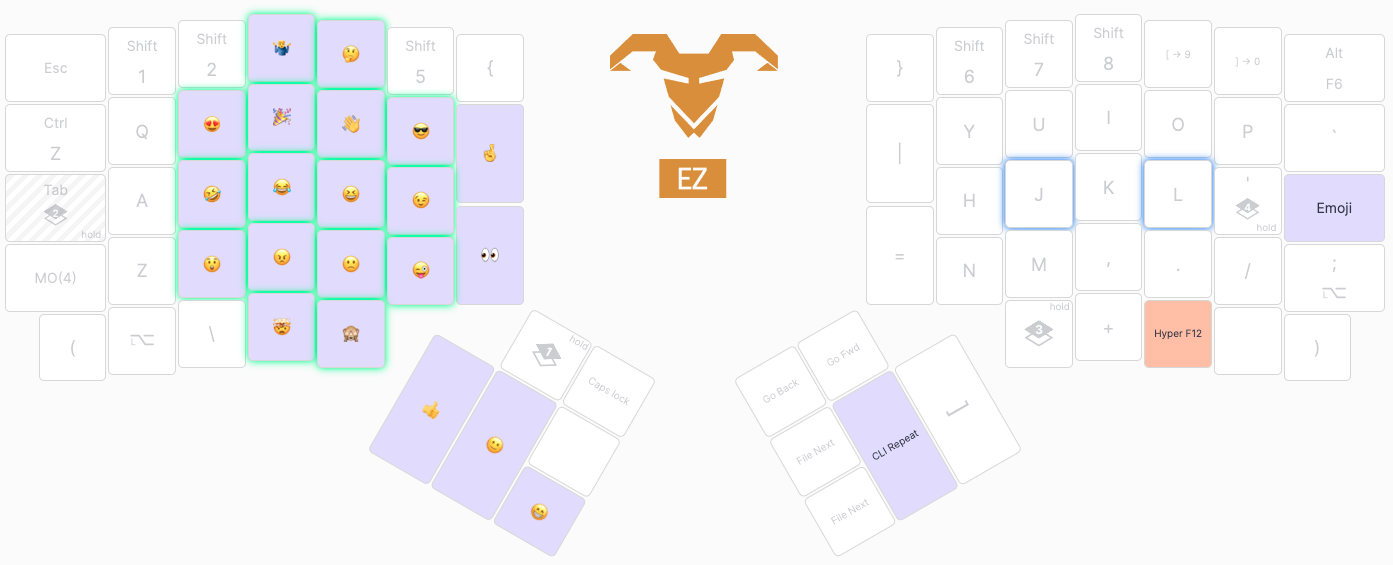 Esc
Shift
1
Shift
2
🤷‍♂️
🤔
Shift
5
{
Ctrl
Z
Q
😍
🎉
👏
😎
🤞
Tab
2
hold
A
🤣
😂
😆
😉
MO(4)
Z
😲
😠
🙁
😜
👀
(
⌥
\
🤯
🙈
👍
🙂
1
hold
Caps lock
😁
EZ
}
Shift
6
Shift
7
Shift
8
[ → 9
] → 0
Alt
F6
|
Y
U
I
O
P
`
H
J
K
L
'
4
hold
Emoji
=
N
M
,
.
/
;
⌥
hold
3
+
Hyper F12
)
Go Back
Go Fwd
File Next
CLI Repeat
File Next